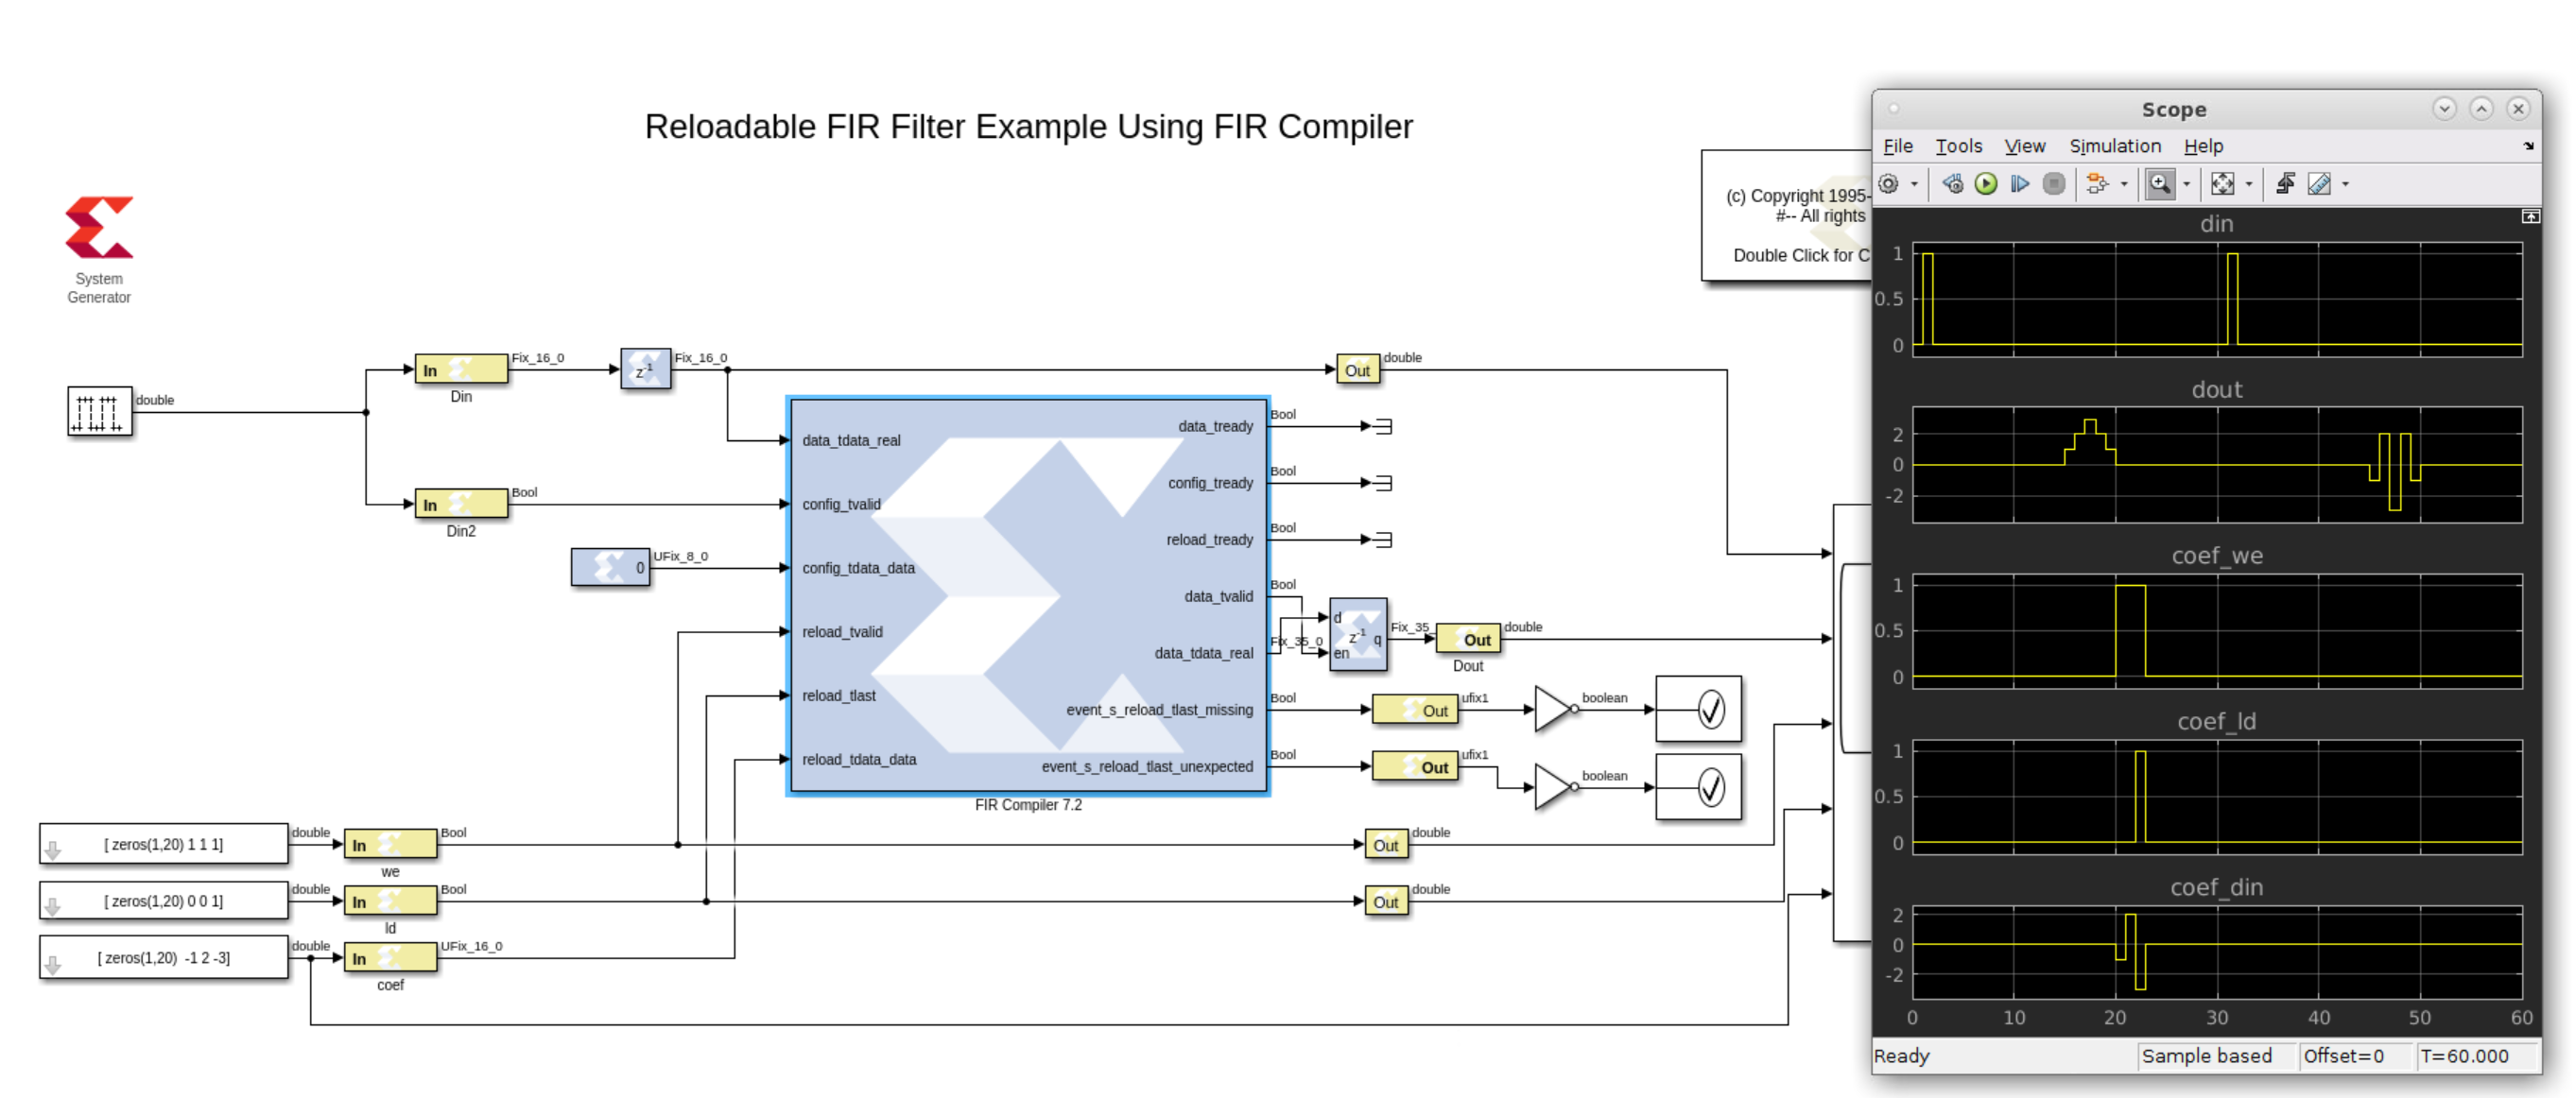 Reloadable FIR Filter Example Using FIR Compiler
System
Generator
(c) Copyright 1995-
#-- All rights
Double Click for C
double
In
Din
Fix_16_0
z-1
Fix_16_0
Out
double
In
Din2
Bool
0
UFix_8_0
data_tdata_real
config_tvalid
config_tdata_data
reload_tvalid
reload_tlast
reload_tdata_data
data_tready
config_tready
reload_tready
data_tvalid
data_tdata_real
event_s_reload_tlast_missing
event_s_reload_tlast_unexpected
FIR Compiler 7.2
Bool
Bool
Bool
Bool
Fix_35_0
Bool
Bool
d
z-1 q
en
Fix_35_
Out
Dout
double
Out
ufix1
boolean
Out
ufix1
boolean
[ zeros(1,20) 1 1 1]
double
In
we
Bool
Out
double
[ zeros(1,20) 0 0 1]
double
In
ld
Bool
Out
double
[ zeros(1,20)  -1 2 -3]
double
In
coef
UFix_16_0
Scope
File Tools View Simulation Help
din
1
0.5
0
dout
2
0
-2
coef_we
1
0.5
0
coef_ld
1
0.5
0
coef_din
2
0
-2
0 10 20 30 40 50 60
Ready
Sample based
Offset=0
T=60.000